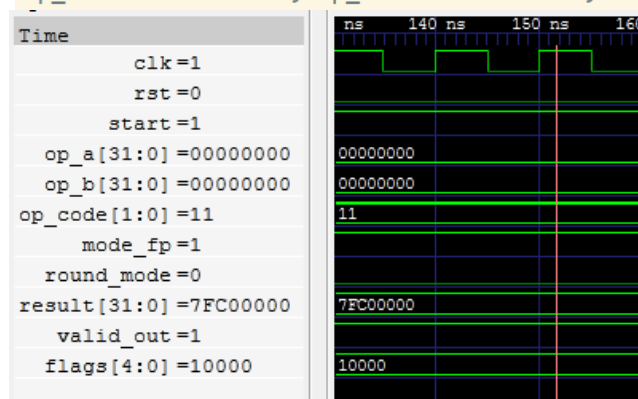 Time
ns 140 ns 150 ns 160
clk=1
rst=0
start=1
op_a[31:0]=00000000 00000000
op_b[31:0]=00000000 00000000
op_code[1:0]=11 11
mode_fp=1
round_mode=0
result[31:0]=7FC00000 7FC00000
valid_out=1
flags[4:0]=10000 10000